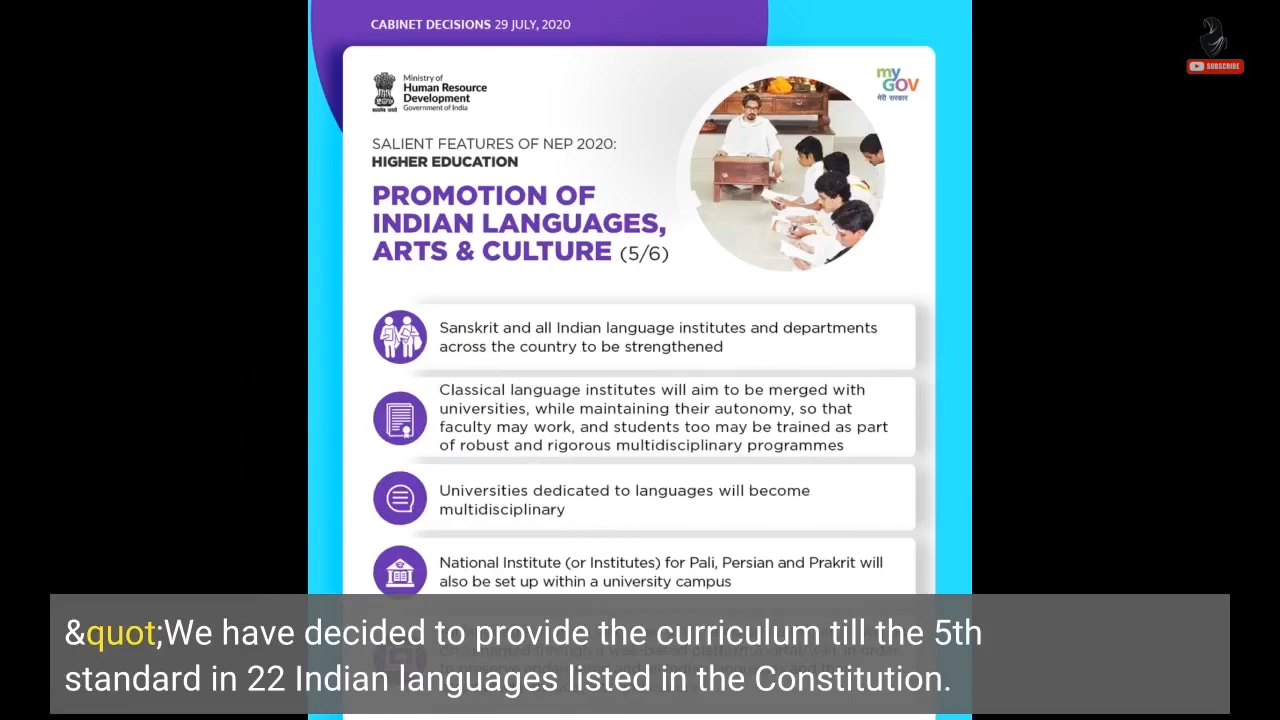 CABINET DECISIONS 29 JULY, 2020
SUBSCRIBE
Ministry of
Human Resource
Development
Government of India
सत्यमेव जयते
my
GOV
मेरी सरकार
SALIENT FEATURES OF NEP 2020:
HIGHER EDUCATION
PROMOTION OF
INDIAN LANGUAGES,
ARTS & CULTURE (5/6)
Sanskrit and all Indian language institutes and departments
across the country to be strengthened
Classical language institutes will aim to be merged with
universities, while maintaining their autonomy, so that
faculty may work, and students too may be trained as part
of robust and rigorous multidisciplinary programmes
Universities dedicated to languages will become
multidisciplinary
National Institute (or Institutes) for Pali, Persian and Prakrit will
also be set up within a university campus
&quot;We have decided to provide the curriculum till the 5th
standard in 22 Indian languages listed in the Constitution.